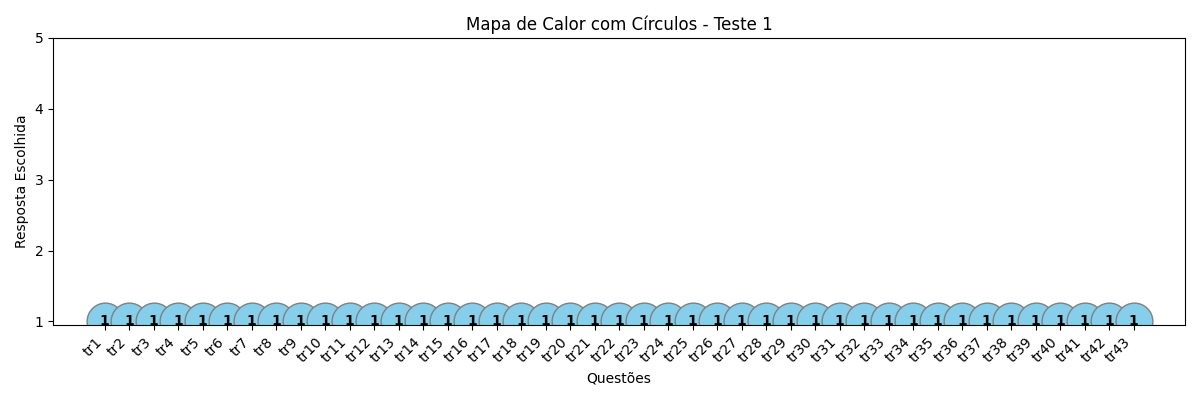 Mapa de Calor com Círculos - Teste 1
5
4
3
2
1
Resposta Escolhida
1 1 1 1 1 1 1 1 1 1 1 1 1 1 1 1 1 1 1 1 1 1 1 1 1 1 1 1 1 1 1 1 1 1 1 1 1 1 1 1 1 1 1
tr1 tr2 tr3 tr4 tr5 tr6 tr7 tr8 tr9 tr10 tr11 tr12 tr13 tr14 tr15 tr16 tr17 tr18 tr19 tr20 tr21 tr22 tr23 tr24 tr25 tr26 tr27 tr28 tr29 tr30 tr31 tr32 tr33 tr34 tr35 tr36 tr37 tr38 tr39 tr40 tr41 tr42 tr43
Questões